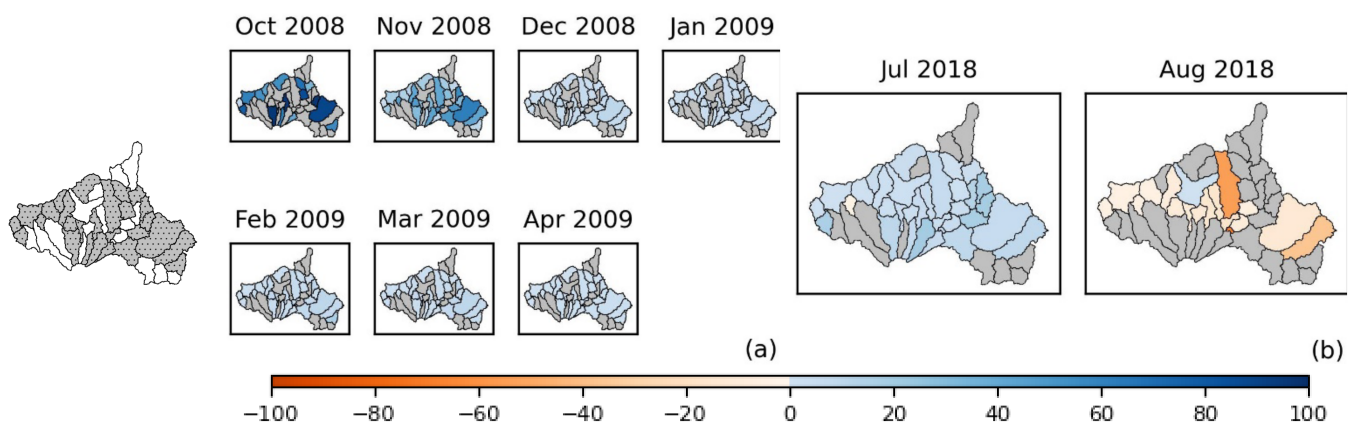 Oct 2008 Nov 2008 Dec 2008 Jan 2009
Jul 2018 Aug 2018
Feb 2009 Mar 2009 Apr 2009
(a) (b)
−100 −80 −60 −40 −20 0 20 40 60 80 100